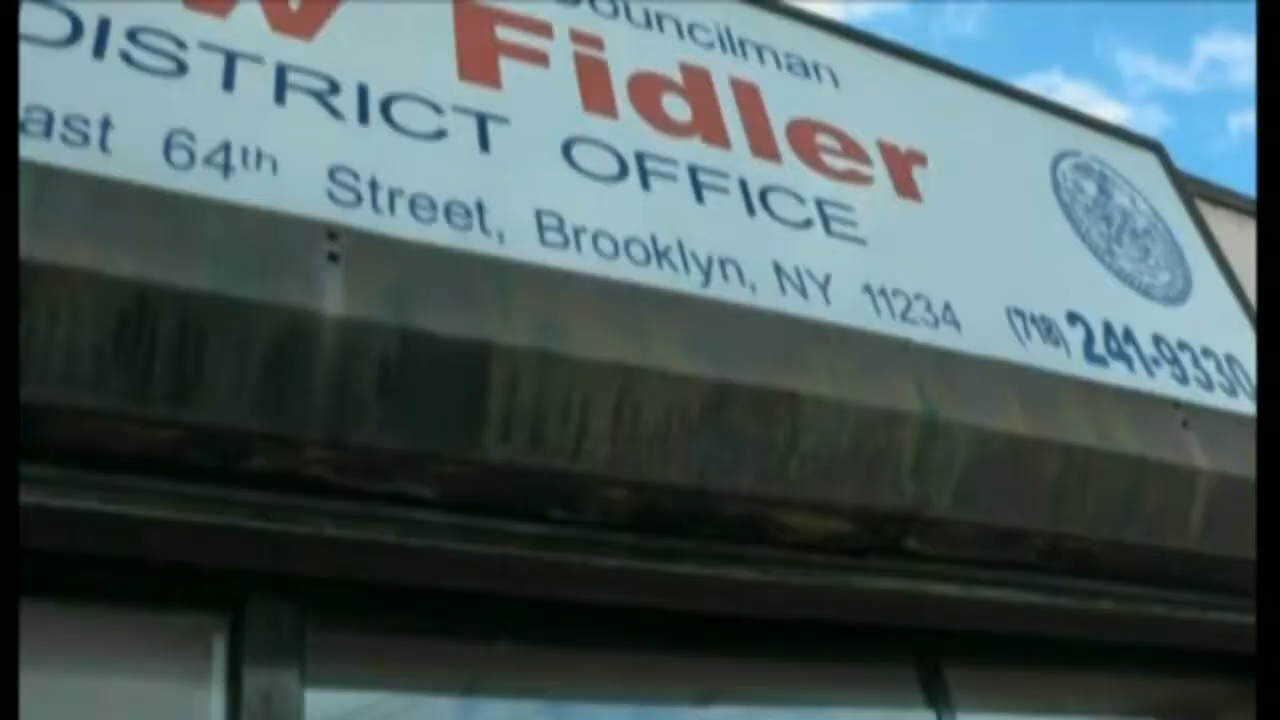 Councilman
w Fidler
DISTRICT OFFICE
ast 64th Street, Brooklyn, NY 11234 (718) 241-9330